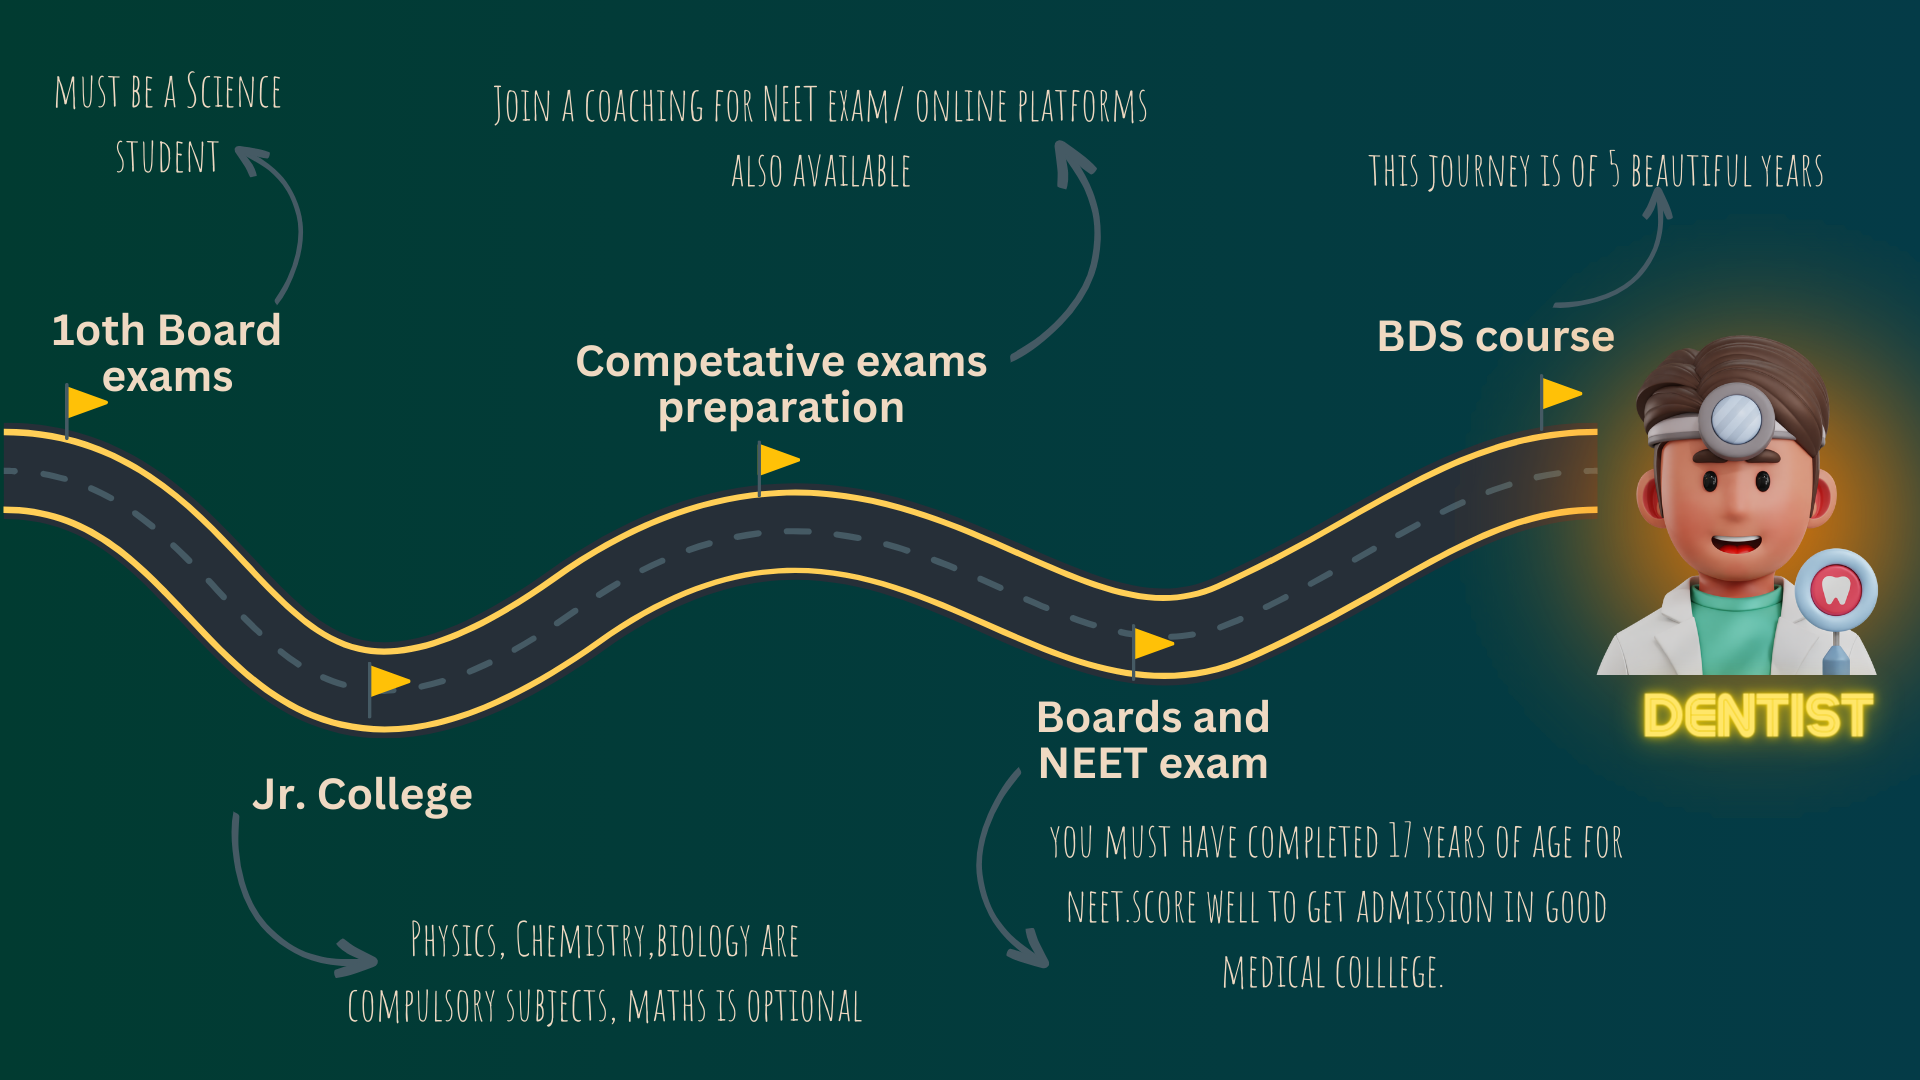 must be a Science
student
1oth Board
exams
Jr. College
Physics, Chemistry,biology are
compulsory subjects, maths is optional
Join a coaching for NEET exam/ online platforms
also available
Competative exams
preparation
Boards and
NEET exam
you must have completed 17 years of age for
neet.score well to get admission in good
medical colllege.
this journey is of 5 beautiful years
BDS course
DENTIST